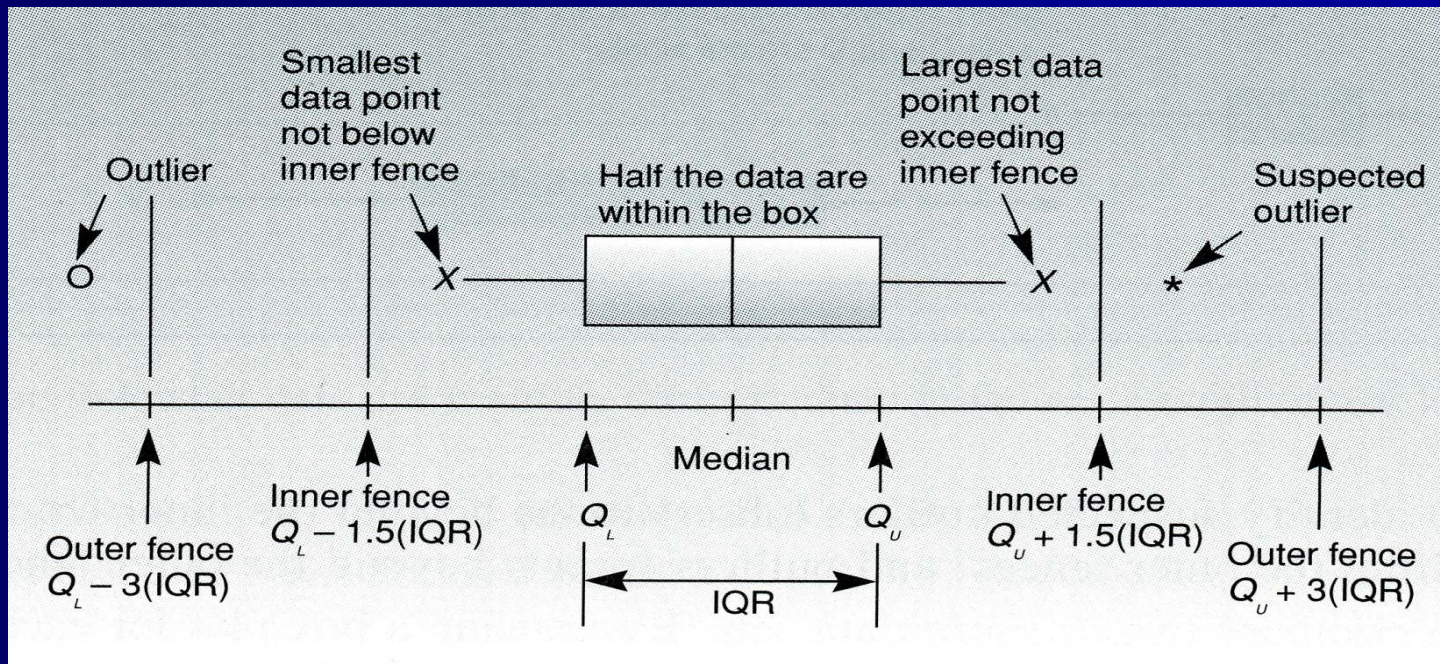 Smallest
data point
not below
inner fence
Largest data
point not
exceeding
inner fence
Outlier
Half the data are
within the box
Suspected
outlier
O
X
X
*
Median
Inner fence
Q_L – 1.5(IQR)
Q_L
Q_U
Inner fence
Q_U + 1.5(IQR)
Outer fence
Q_L – 3(IQR)
IQR
Outer fence
Q_U + 3(IQR)